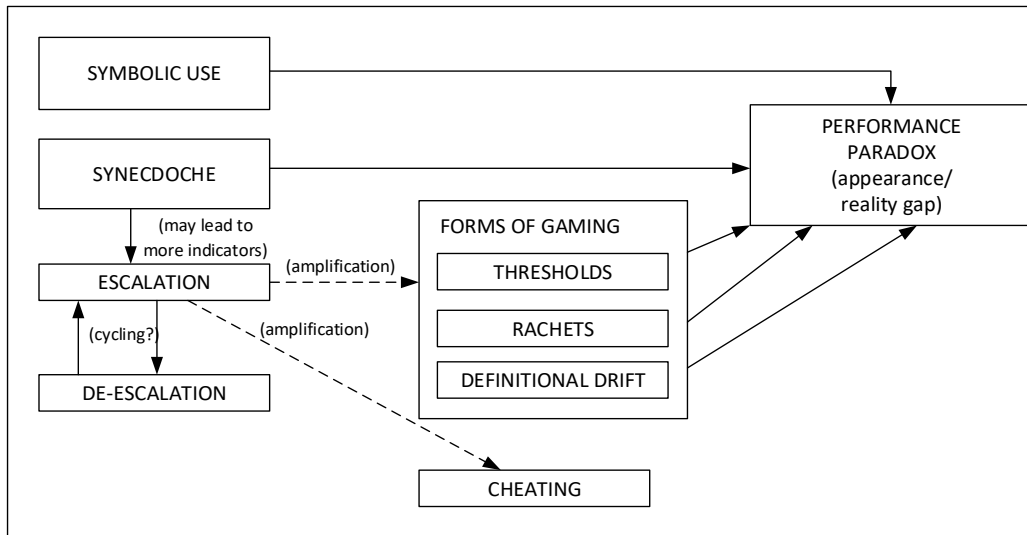 SYMBOLIC USE
PERFORMANCE
PARADOX
(appearance/
reality gap)
SYNECDOCHE
(may lead to
more indicators)
FORMS OF GAMING
THRESHOLDS
ESCALATION
(amplification)
RACHETS
(cycling?)
(amplification)
DE-ESCALATION
DEFINITIONAL DRIFT
CHEATING